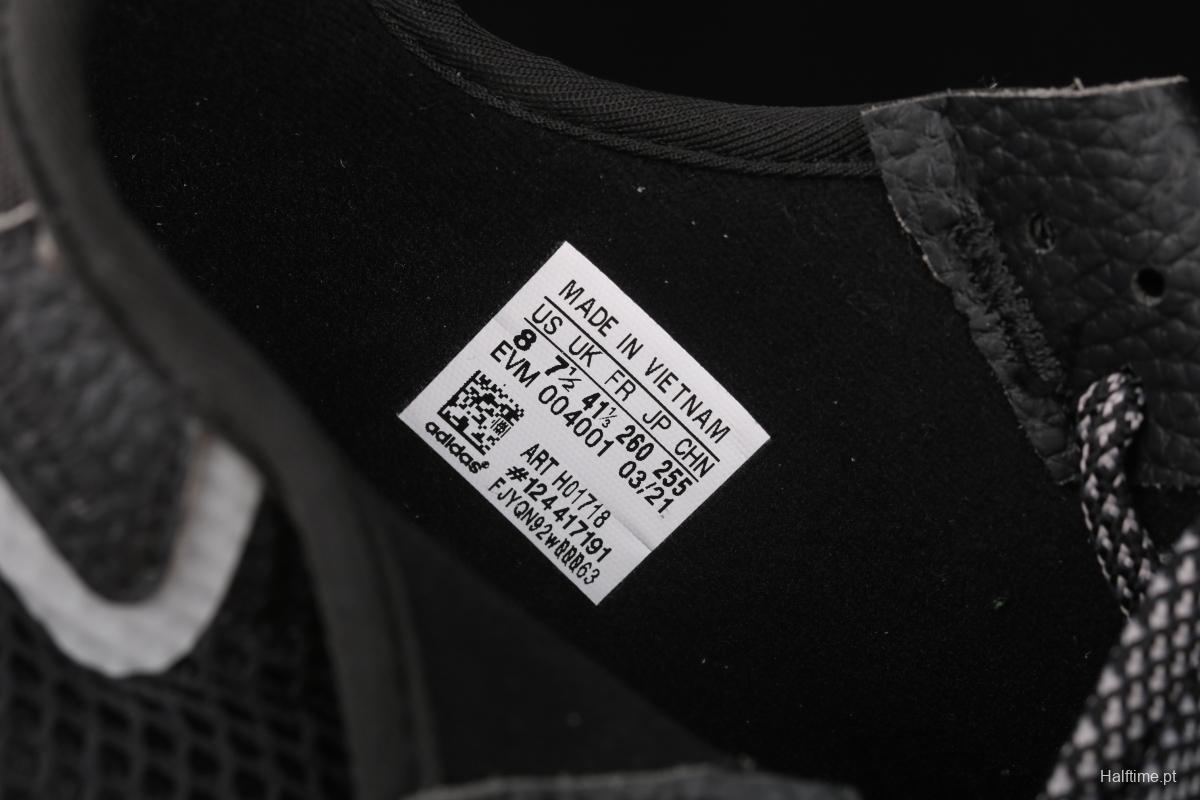 MADE IN VIETNAM
US UK FR JP CHN
8 7½ 41⅓ 260 255
EVM 004001 03/21
adidas
ART H01718
#124417191
Halftime.pt